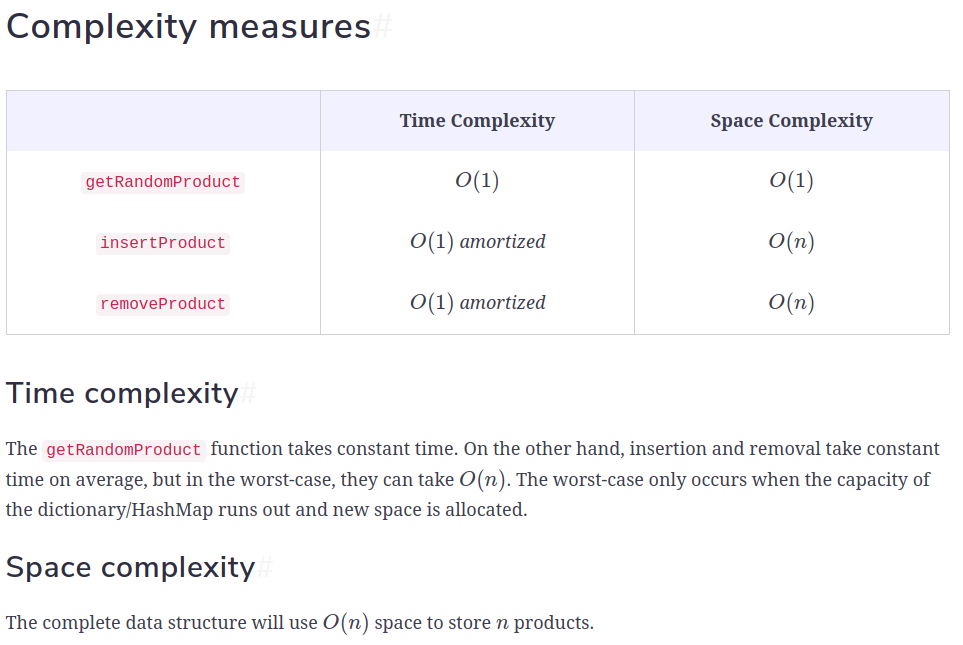 Complexity measures#
Time Complexity Space Complexity
getRandomProduct O(1) O(1)
insertProduct O(1) amortized O(n)
removeProduct O(1) amortized O(n)
Time complexity#
The getRandomProduct function takes constant time. On the other hand, insertion and removal take constant
time on average, but in the worst-case, they can take O(n). The worst-case only occurs when the capacity of
the dictionary/HashMap runs out and new space is allocated.
Space complexity#
The complete data structure will use O(n) space to store n products.